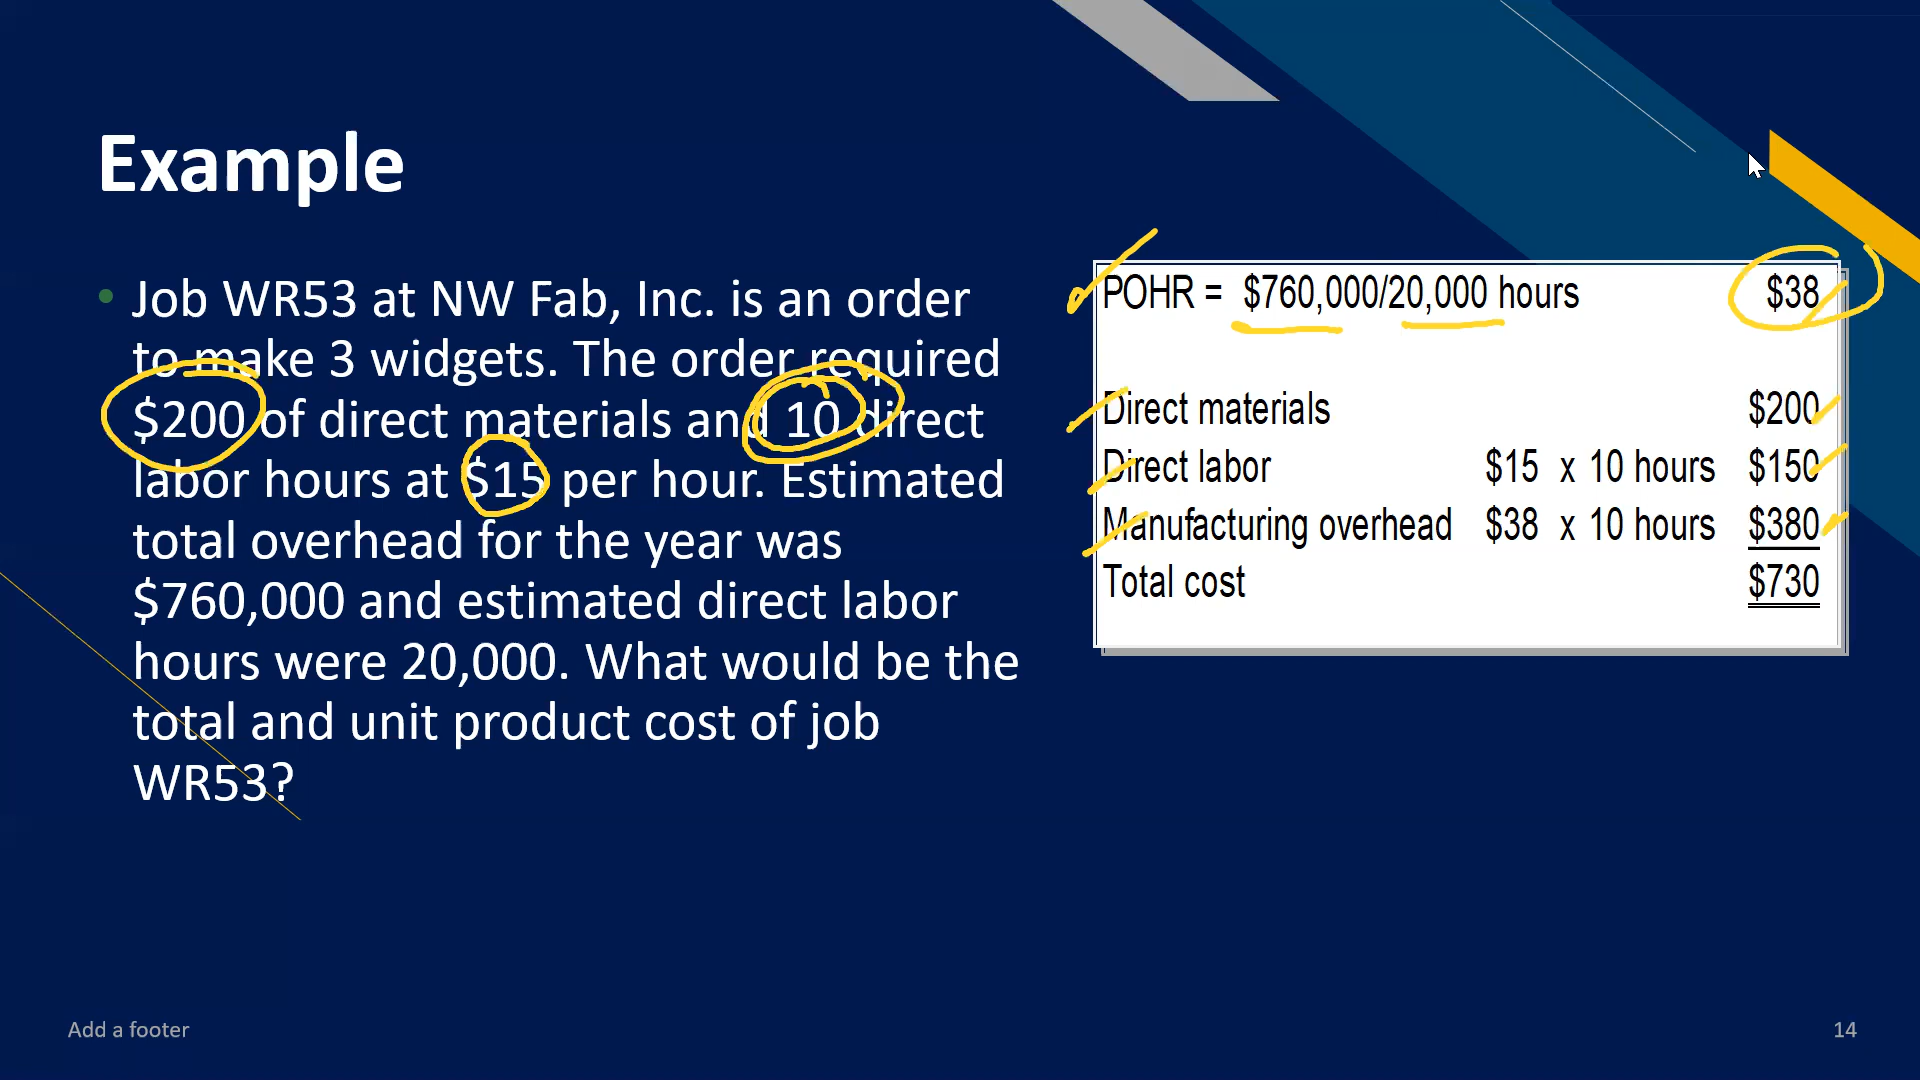 Example
• Job WR53 at NW Fab, Inc. is an order
to make 3 widgets. The order required
$200 of direct materials and 10 direct
labor hours at $15 per hour. Estimated
total overhead for the year was
$760,000 and estimated direct labor
hours were 20,000. What would be the
total and unit product cost of job
WR53?
POHR = $760,000/20,000 hours $38
Direct materials $200
Direct labor $15 x 10 hours $150
Manufacturing overhead $38 x 10 hours $380
Total cost $730
Add a footer
14